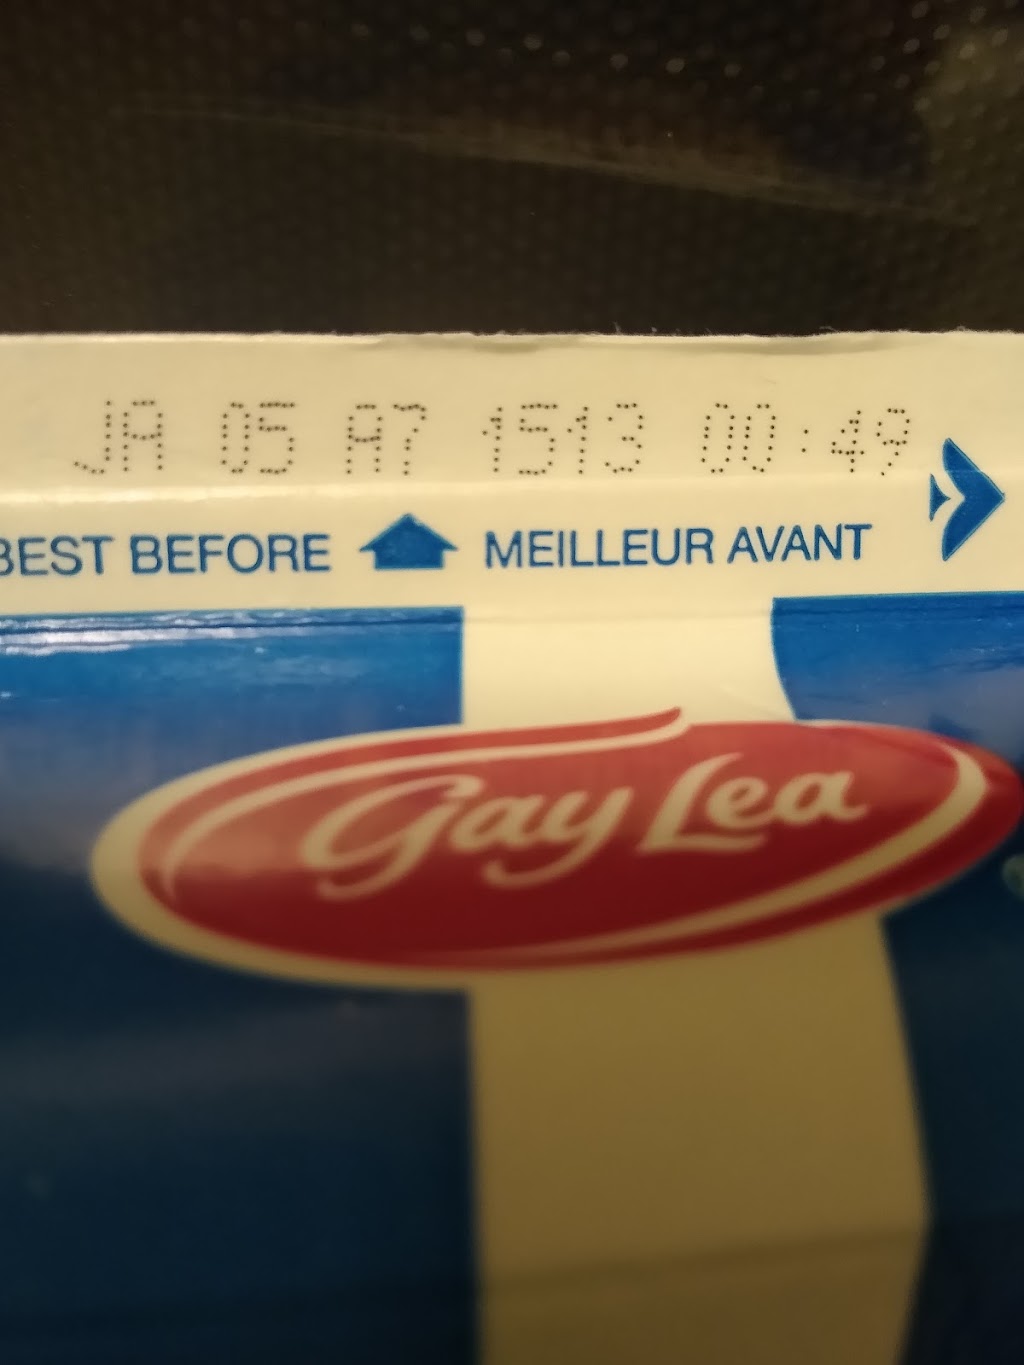 JA 05 A7 1513 00:49
BEST BEFORE MEILLEUR AVANT
Gay Lea